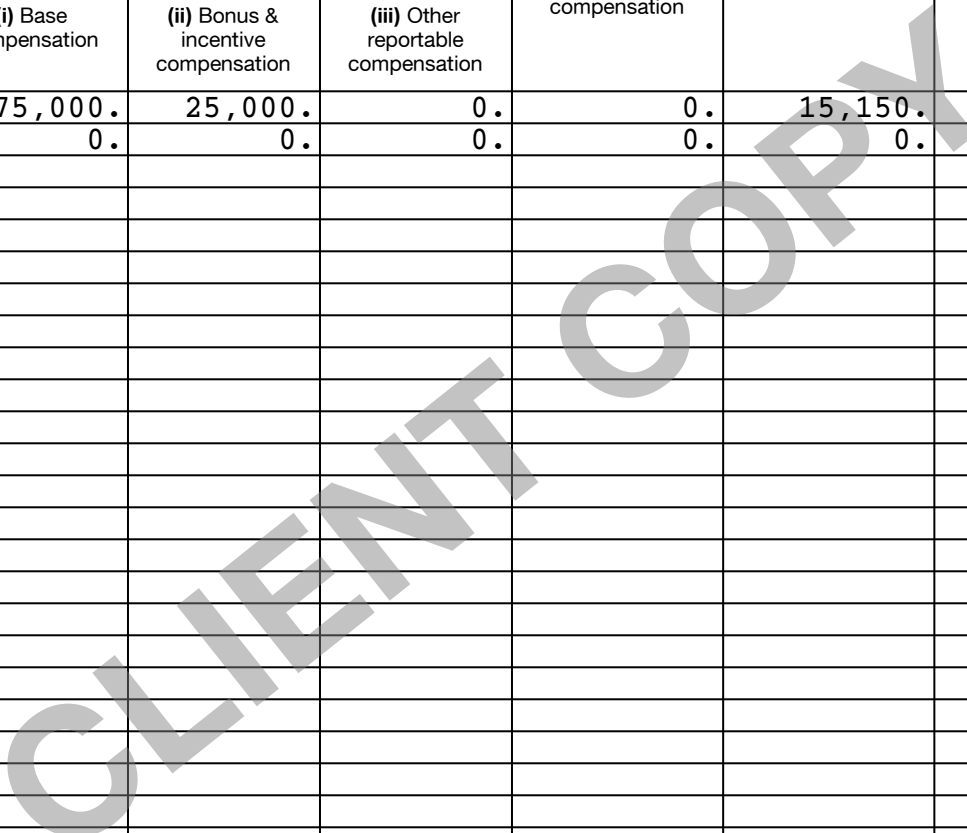 (i) Base
(ii) Bonus &
incentive
compensation
(iii) Other
reportable
compensation
compensation
75,000. 25,000. 0. 0. 15,150.
0. 0. 0. 0. 0.
CLIENT COPY